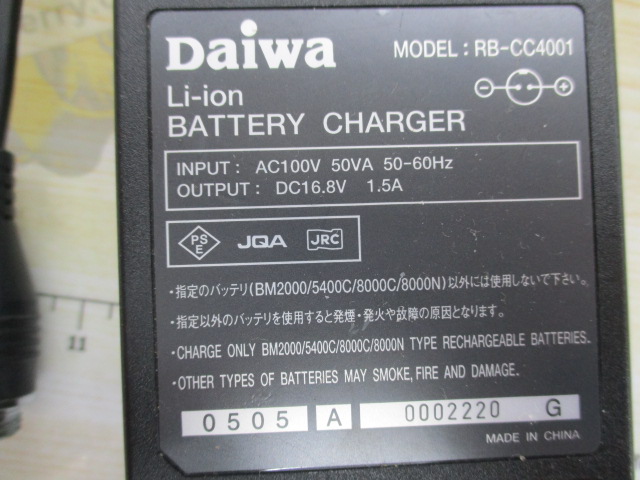 Daiwa MODEL: RB-CC4001
Li-ion
BATTERY CHARGER
INPUT: AC100V 50VA 50-60Hz
OUTPUT: DC16.8V 1.5A
PS
E JQA JRC
・指定のバッテリ(BM2000/5400C/8000C/8000N)以外には使用しないで下さい。
・指定以外のバッテリを使用すると発煙・発火や故障の原因となります。
・CHARGE ONLY BM2000/5400C/8000C/8000N TYPE RECHARGEABLE BATTERIES.
・OTHER TYPES OF BATTERIES MAY SMOKE, FIRE AND DAMAGE.
0505 A 0002220 G
MADE IN CHINA
11